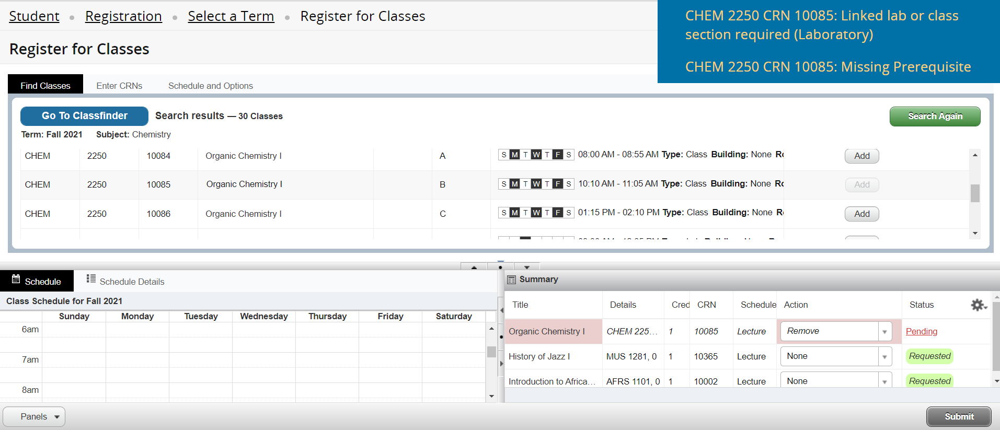 Student • Registration • Select a Term • Register for Classes
CHEM 2250 CRN 10085: Linked lab or class
section required (Laboratory)
CHEM 2250 CRN 10085: Missing Prerequisite
Register for Classes
Find Classes Enter CRNs Schedule and Options
Go To Classfinder Search results — 30 Classes Search Again
Term: Fall 2021 Subject: Chemistry
CHEM 2250 10084 Organic Chemistry I A S M T W T F S 08:00 AM - 08:55 AM Type: Class Building: None Add
CHEM 2250 10085 Organic Chemistry I B S M T W T F S 10:10 AM - 11:05 AM Type: Class Building: None Add
CHEM 2250 10086 Organic Chemistry I C S M T W T F S 01:15 PM - 02:10 PM Type: Class Building: None Add
Schedule Schedule Details
Class Schedule for Fall 2021
Sunday Monday Tuesday Wednesday Thursday Friday Saturday
6am
7am
8am
Summary
Title Details Cred CRN Schedule Action Status
Organic Chemistry I CHEM 225... 1 10085 Lecture Remove Pending
History of Jazz I MUS 1281, 0 1 10365 Lecture None Requested
Introduction to Africa... AFRS 1101, 0 1 10002 Lecture None Requested
Panels Submit